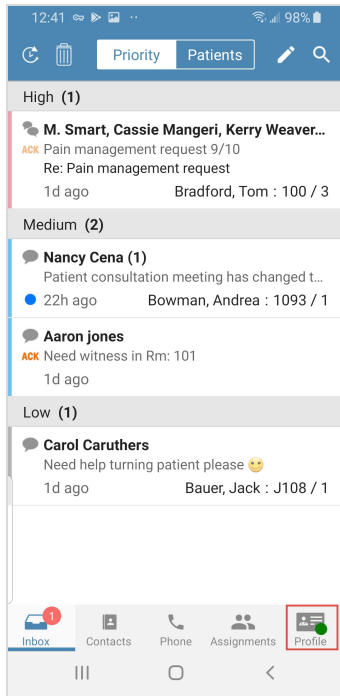 12:41 98%
Priority Patients
High (1)
M. Smart, Cassie Mangeri, Kerry Weaver...
ACK Pain management request 9/10
Re: Pain management request
1d ago Bradford, Tom : 100 / 3
Medium (2)
Nancy Cena (1)
Patient consultation meeting has changed t...
22h ago Bowman, Andrea : 1093 / 1
Aaron jones
ACK Need witness in Rm: 101
1d ago
Low (1)
Carol Caruthers
Need help turning patient please
1d ago Bauer, Jack : J108 / 1
1
Inbox Contacts Phone Assignments Profile